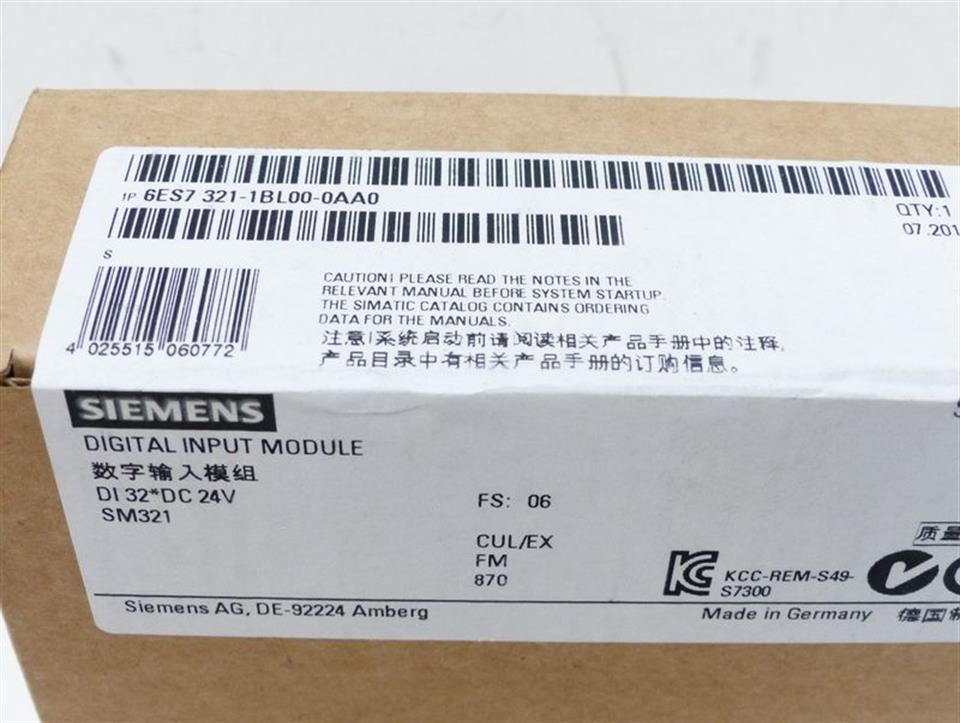 1P 6ES7 321-1BL00-0AA0
QTY:1
07.201
S
CAUTION! PLEASE READ THE NOTES IN THE
RELEVANT MANUAL BEFORE SYSTEM STARTUP.
THE SIMATIC CATALOG CONTAINS ORDERING
DATA FOR THE MANUALS.
注意!系统启动前请阅读相关产品手册中的注释,
产品目录中有相关产品手册的订购信息。
4 025515 060772
SIEMENS
DIGITAL INPUT MODULE
数字输入模组
DI 32*DC 24V
SM321
FS: 06
CUL/EX
FM
870
质量
KCC-REM-S49-
S7300
Siemens AG, DE-92224 Amberg
Made in Germany 德国制